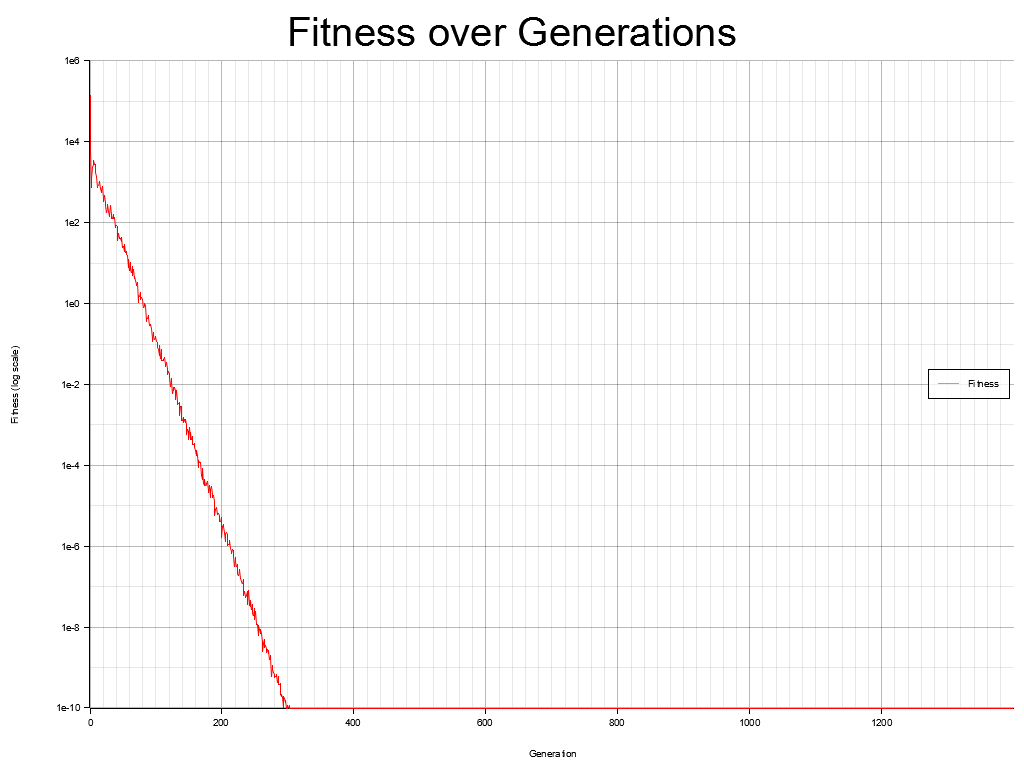 Fitness over Generations
1e6
1e4
1e2
1e0
1e-2
1e-4
1e-6
1e-8
1e-10
Fitness (log scale)
Fitness
0 200 400 600 800 1000 1200
Generation